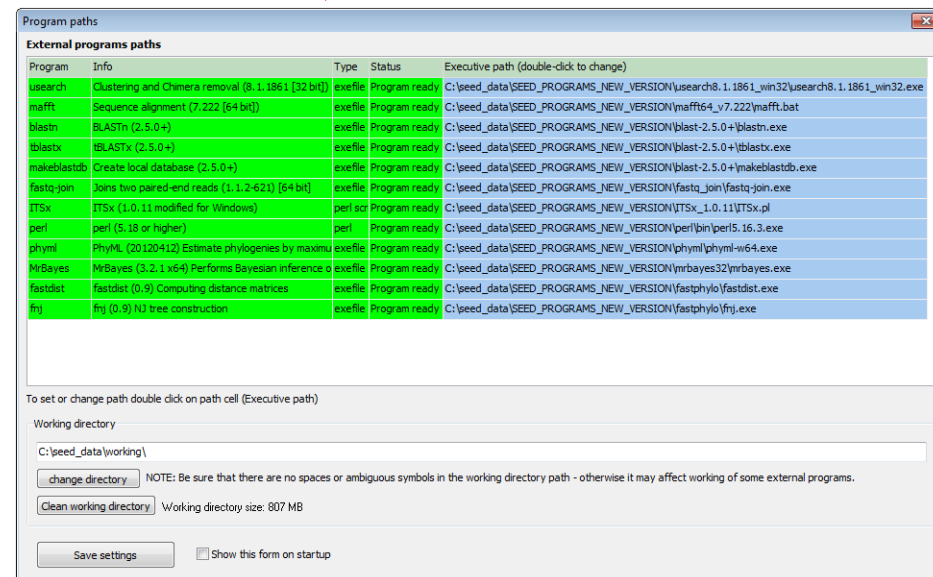 Program paths
External programs paths
Program Info Type Status Executive path (double-click to change)
usearch Clustering and Chimera removal (8.1.1861 [32 bit]) exefile Program ready C:\seed_data\SEED_PROGRAMS_NEW_VERSION\usearch8.1.1861_win32\usearch8.1.1861_win32.exe
mafft Sequence alignment (7.222 [64 bit]) exefile Program ready C:\seed_data\SEED_PROGRAMS_NEW_VERSION\mafft64_v7.222\mafft.bat
blastn BLASTn (2.5.0+) exefile Program ready C:\seed_data\SEED_PROGRAMS_NEW_VERSION\blast-2.5.0+\blastn.exe
tblastx tBLASTx (2.5.0+) exefile Program ready C:\seed_data\SEED_PROGRAMS_NEW_VERSION\blast-2.5.0+\tblastx.exe
makeblastdb Create local database (2.5.0+) exefile Program ready C:\seed_data\SEED_PROGRAMS_NEW_VERSION\blast-2.5.0+\makeblastdb.exe
fastq-join Joins two paired-end reads (1.1.2-621) [64 bit] exefile Program ready C:\seed_data\SEED_PROGRAMS_NEW_VERSION\fastq_join\fastq-join.exe
ITSx ITSx (1.0.11 modified for Windows) perl scr Program ready C:\seed_data\SEED_PROGRAMS_NEW_VERSION\ITSx_1.0.11\ITSx.pl
perl perl (5.18 or higher) perl Program ready C:\seed_data\SEED_PROGRAMS_NEW_VERSION\perl\bin\perl5.16.3.exe
phyml PhyML (20120412) Estimate phylogenies by maximu exefile Program ready C:\seed_data\SEED_PROGRAMS_NEW_VERSION\phyml\phyml-w64.exe
MrBayes MrBayes (3.2.1 x64) Performs Bayesian inference o exefile Program ready C:\seed_data\SEED_PROGRAMS_NEW_VERSION\mrbayes32\mrbayes.exe
fastdist fastdist (0.9) Computing distance matrices exefile Program ready C:\seed_data\SEED_PROGRAMS_NEW_VERSION\fastphylo\fastdist.exe
fnj fnj (0.9) NJ tree construction exefile Program ready C:\seed_data\SEED_PROGRAMS_NEW_VERSION\fastphylo\fnj.exe
To set or change path double click on path cell (Executive path)
Working directory
C:\seed_data\working\
change directory NOTE: Be sure that there are no spaces or ambiguous symbols in the working directory path - otherwise it may affect working of some external programs.
Clean working directory Working directory size: 807 MB
Save settings Show this form on startup